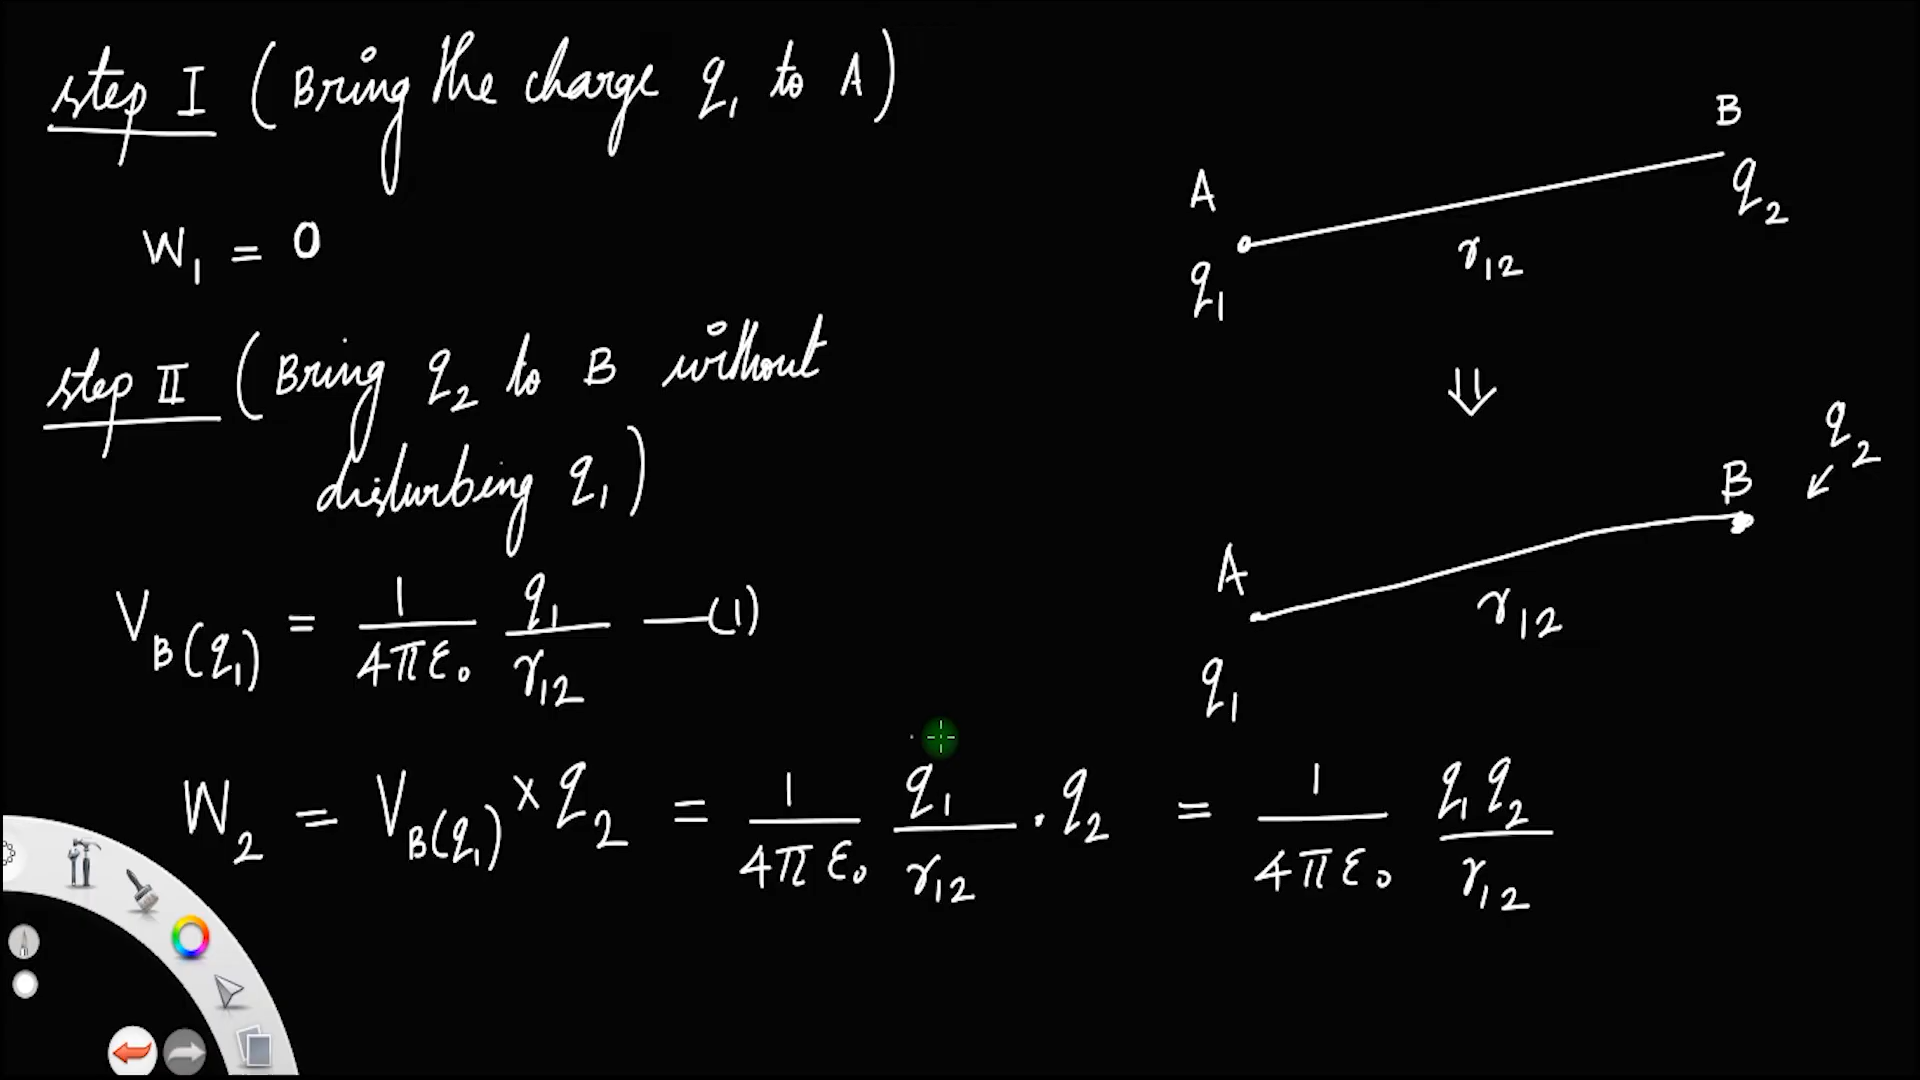 step I (Bring the charge q₁ to A)
W₁ = 0
step II (Bring q₂ to B without
disturbing q₁)
V_B(q₁) = 1/4πε₀ q₁/r₁₂ —(1)
W₂ = V_B(q₁) × q₂ = 1/4πε₀ q₁/r₁₂ · q₂ = 1/4πε₀ q₁q₂/r₁₂
B
A
q₂
r₁₂
q₁
⇓
q₂
B
A
r₁₂
q₁